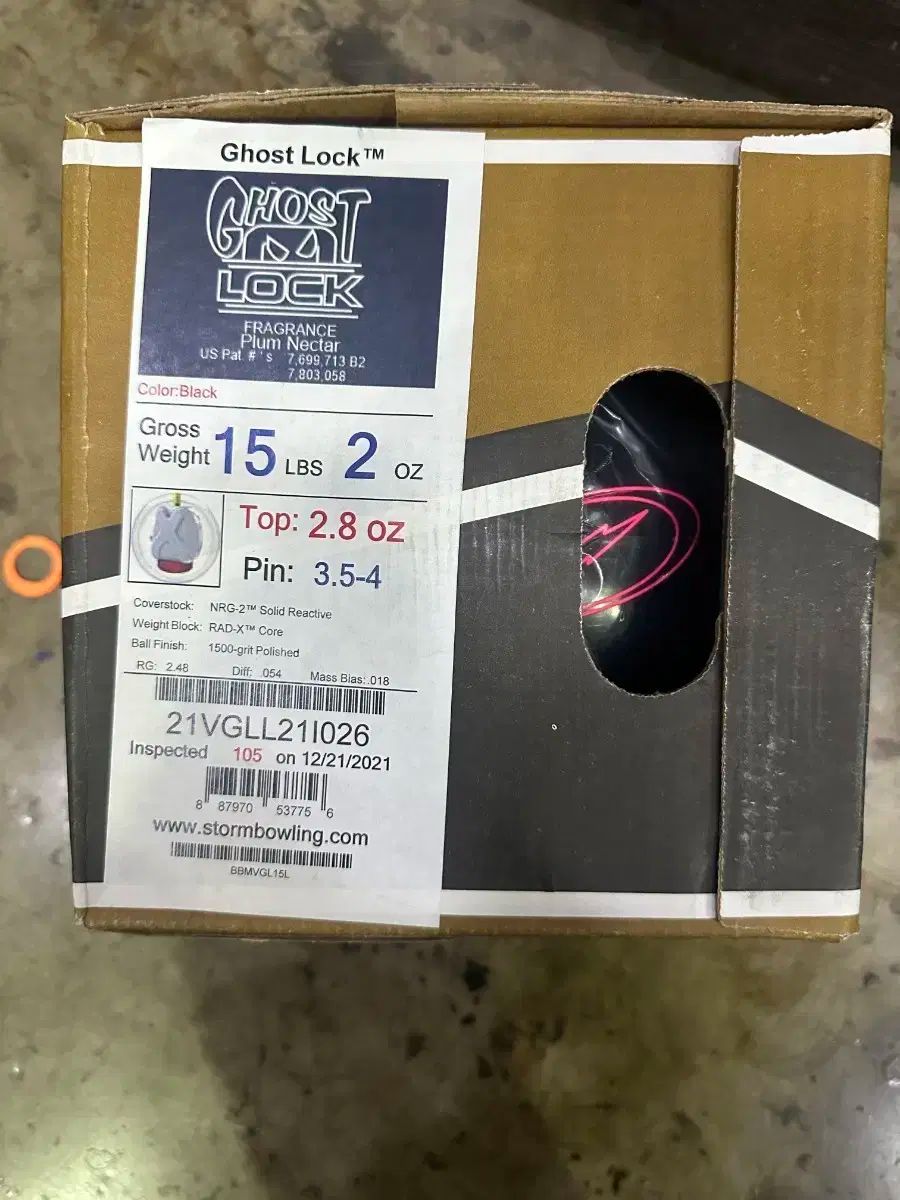 Ghost Lock™
GHOST
LOCK
FRAGRANCE
Plum Nectar
US Pat. # ' s 7,699,713 B2
7,803,058
Color:Black
Gross
Weight 15 LBS 2 oz
Top: 2.8 oz
Pin: 3.5-4
Coverstock: NRG-2™ Solid Reactive
Weight Block: RAD-X™ Core
Ball Finish: 1500-grit Polished
RG: 2.48 Diff: .054 Mass Bias: .018
21VGLL21I026
Inspected 105 on 12/21/2021
8 87970 53775 6
www.stormbowling.com
BBMVGL15L